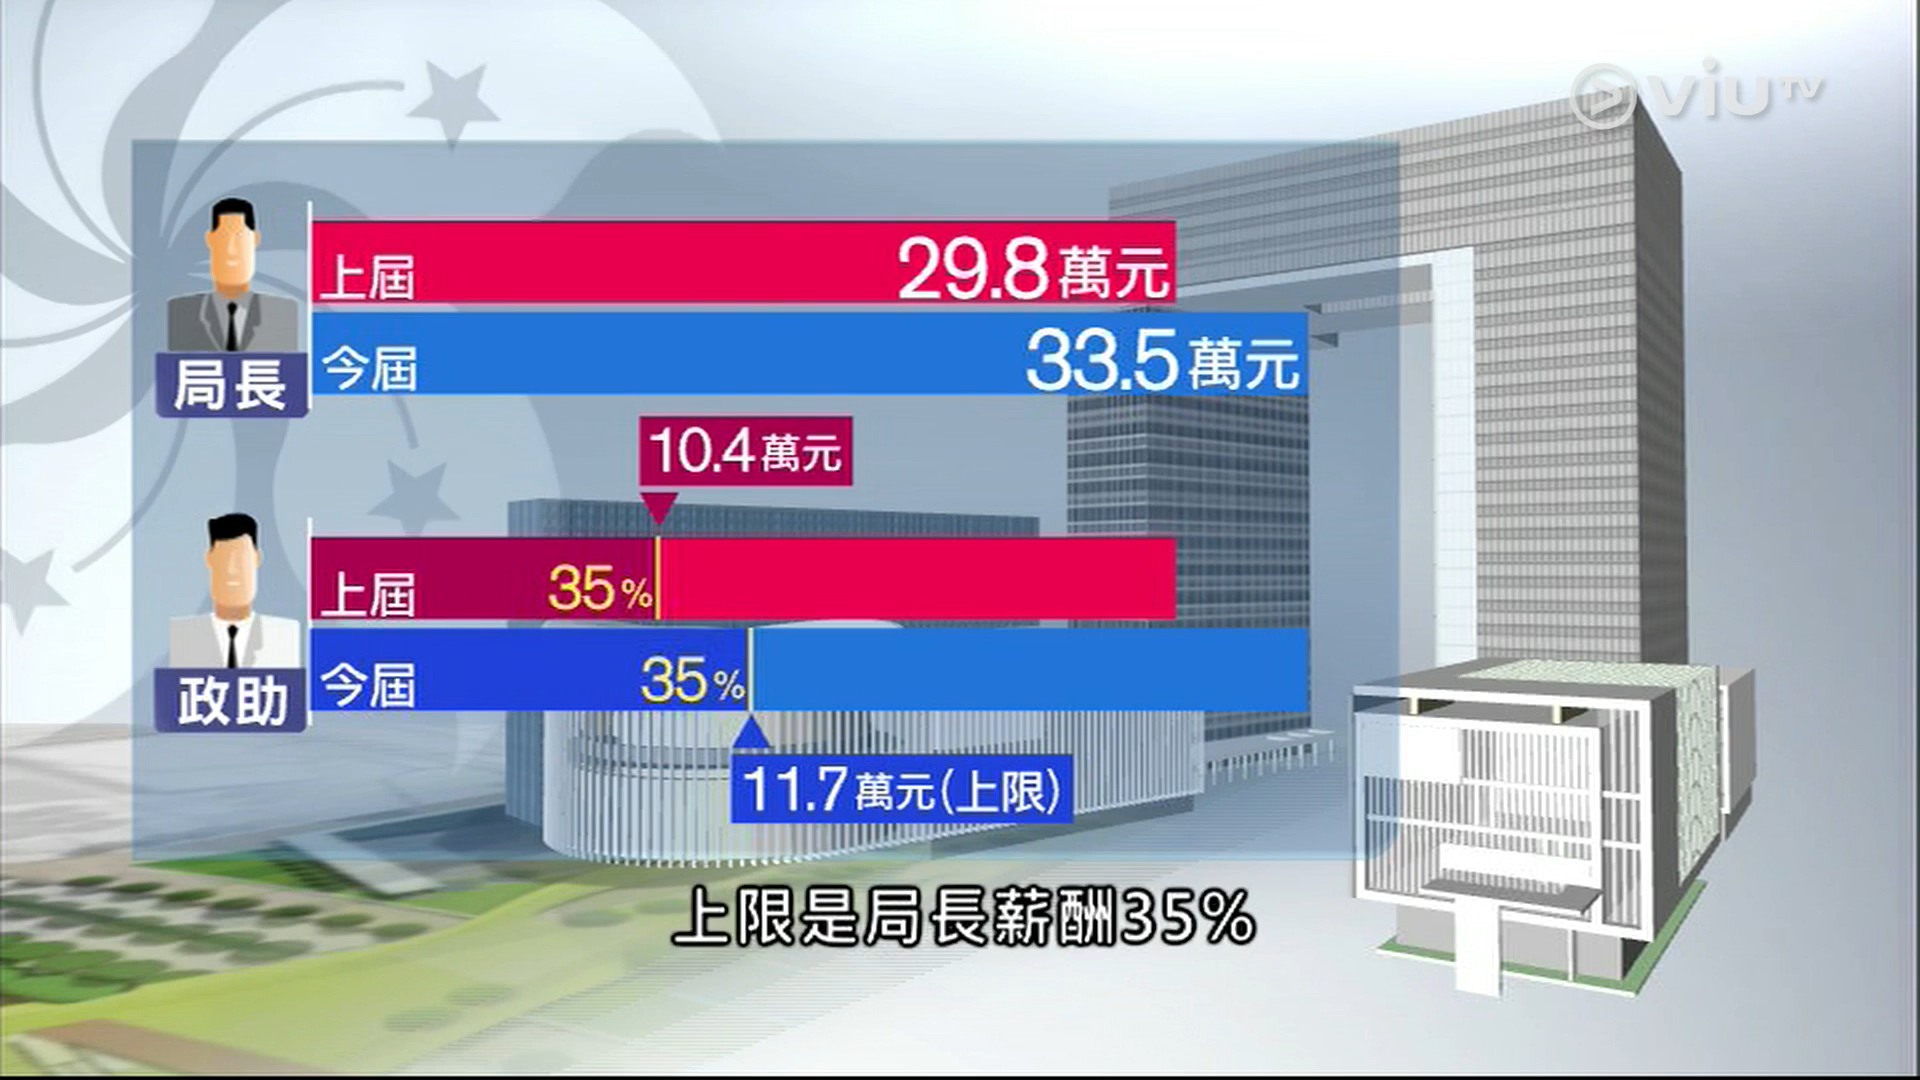 viuTV
上屆 29.8萬元
今屆 33.5萬元
局長
10.4萬元
上屆 35%
今屆 35%
政助
11.7萬元(上限)
上限是局長薪酬35%